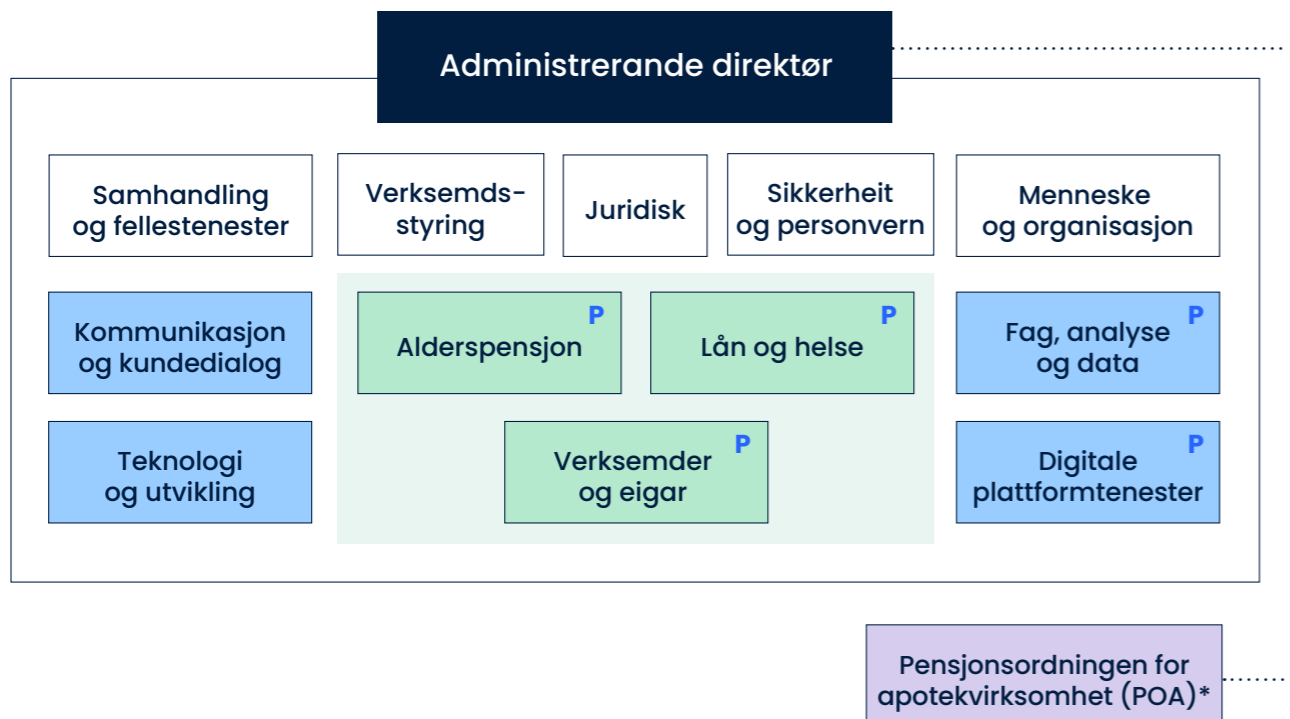 Administrerande direktør
Samhandling
og fellestenester
Verksemds-
styring
Juridisk
Sikkerheit
og personvern
Menneske
og organisasjon
Kommunikasjon
og kundedialog
P
Alderspensjon
P
Lån og helse
P
Fag, analyse
og data
Teknologi
og utvikling
P
Verksemder
og eigar
P
Digitale
plattformtenester
Pensjonsordningen for
apotekvirksomhet (POA)*